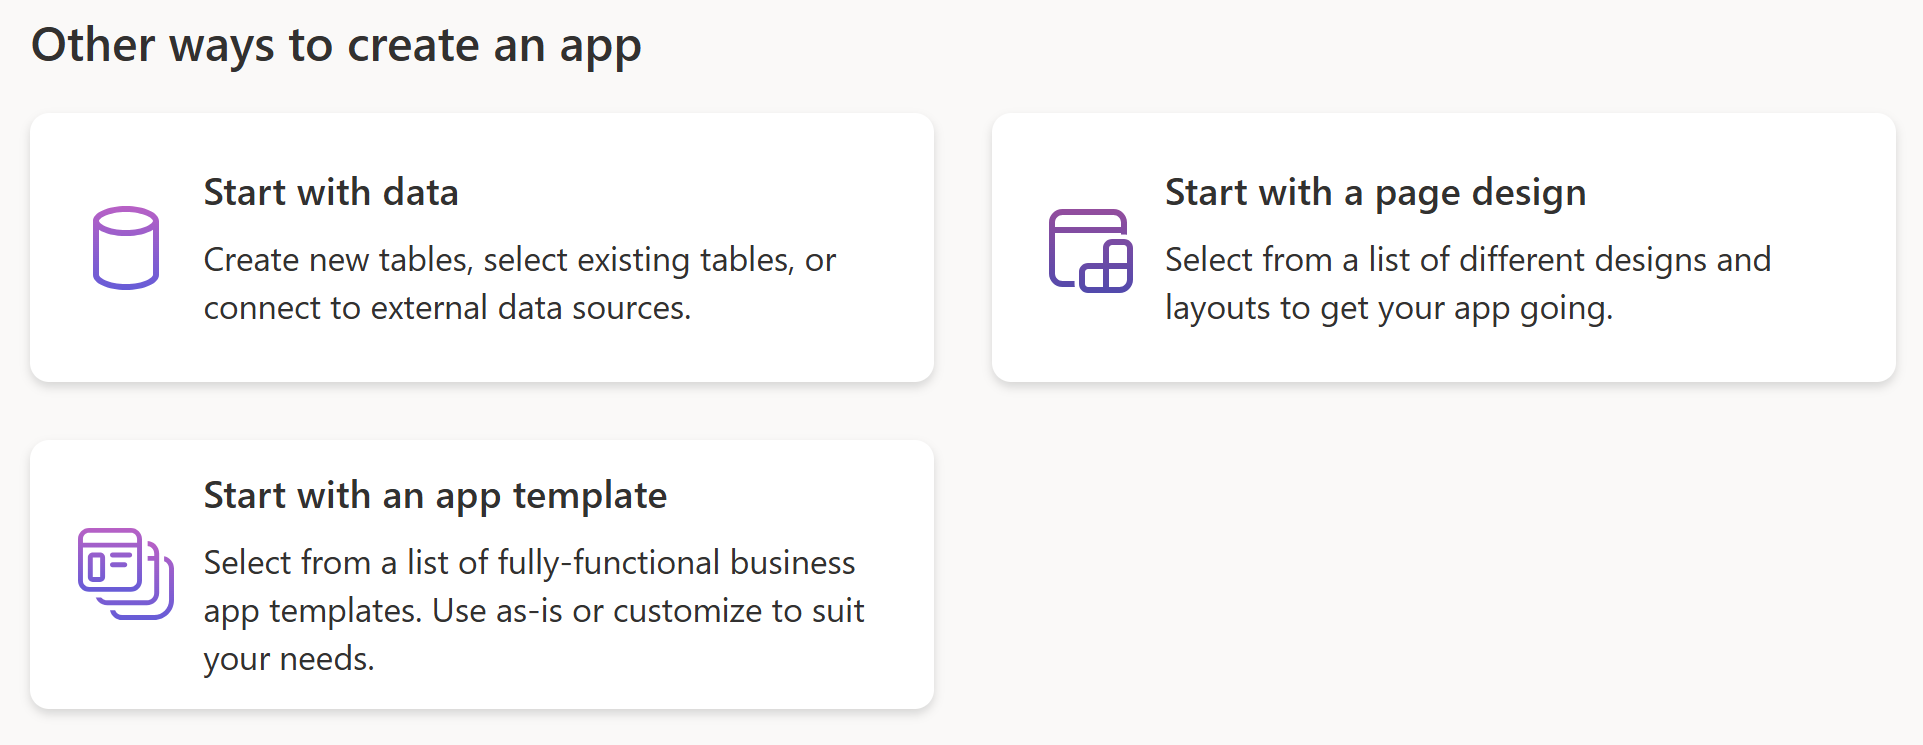 Other ways to create an app
Start with data
Create new tables, select existing tables, or
connect to external data sources.
Start with a page design
Select from a list of different designs and
layouts to get your app going.
Start with an app template
Select from a list of fully-functional business
app templates. Use as-is or customize to suit
your needs.